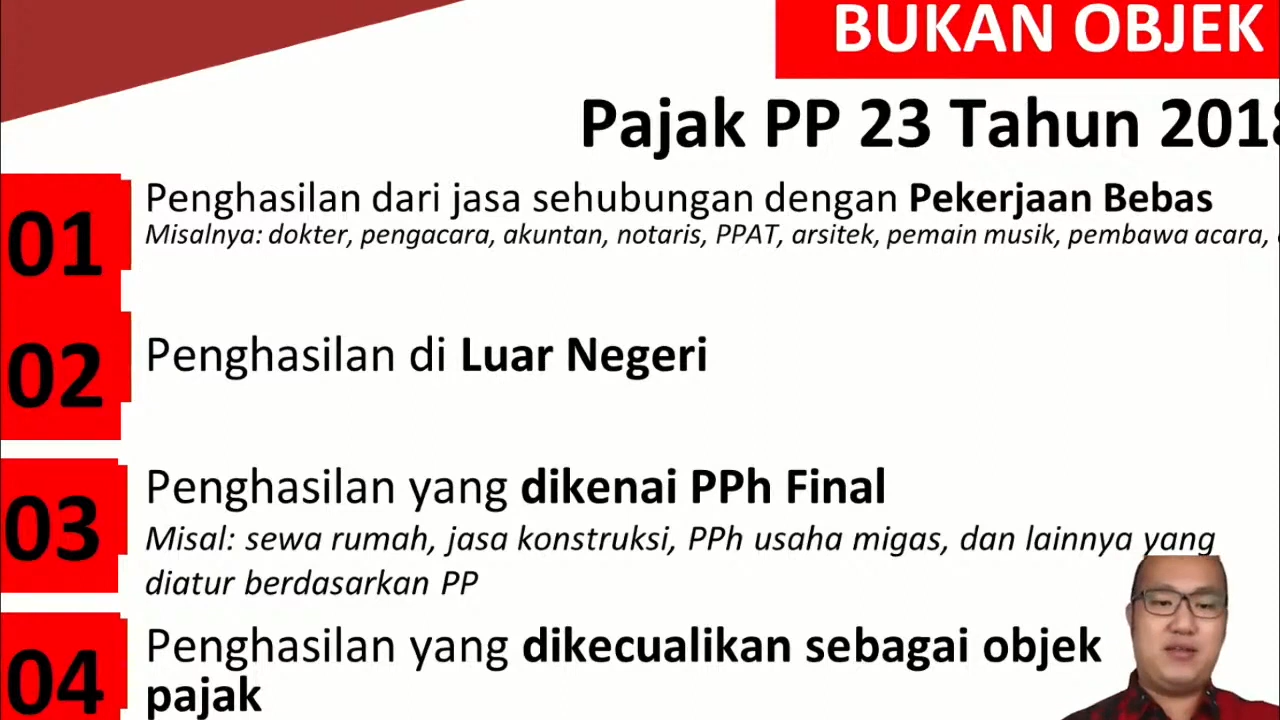 BUKAN OBJEK
Pajak PP 23 Tahun 2018
01
Penghasilan dari jasa sehubungan dengan Pekerjaan Bebas
Misalnya: dokter, pengacara, akuntan, notaris, PPAT, arsitek, pemain musik, pembawa acara,
02
Penghasilan di Luar Negeri
03
Penghasilan yang dikenai PPh Final
Misal: sewa rumah, jasa konstruksi, PPh usaha migas, dan lainnya yang
diatur berdasarkan PP
04
Penghasilan yang dikecualikan sebagai objek
pajak